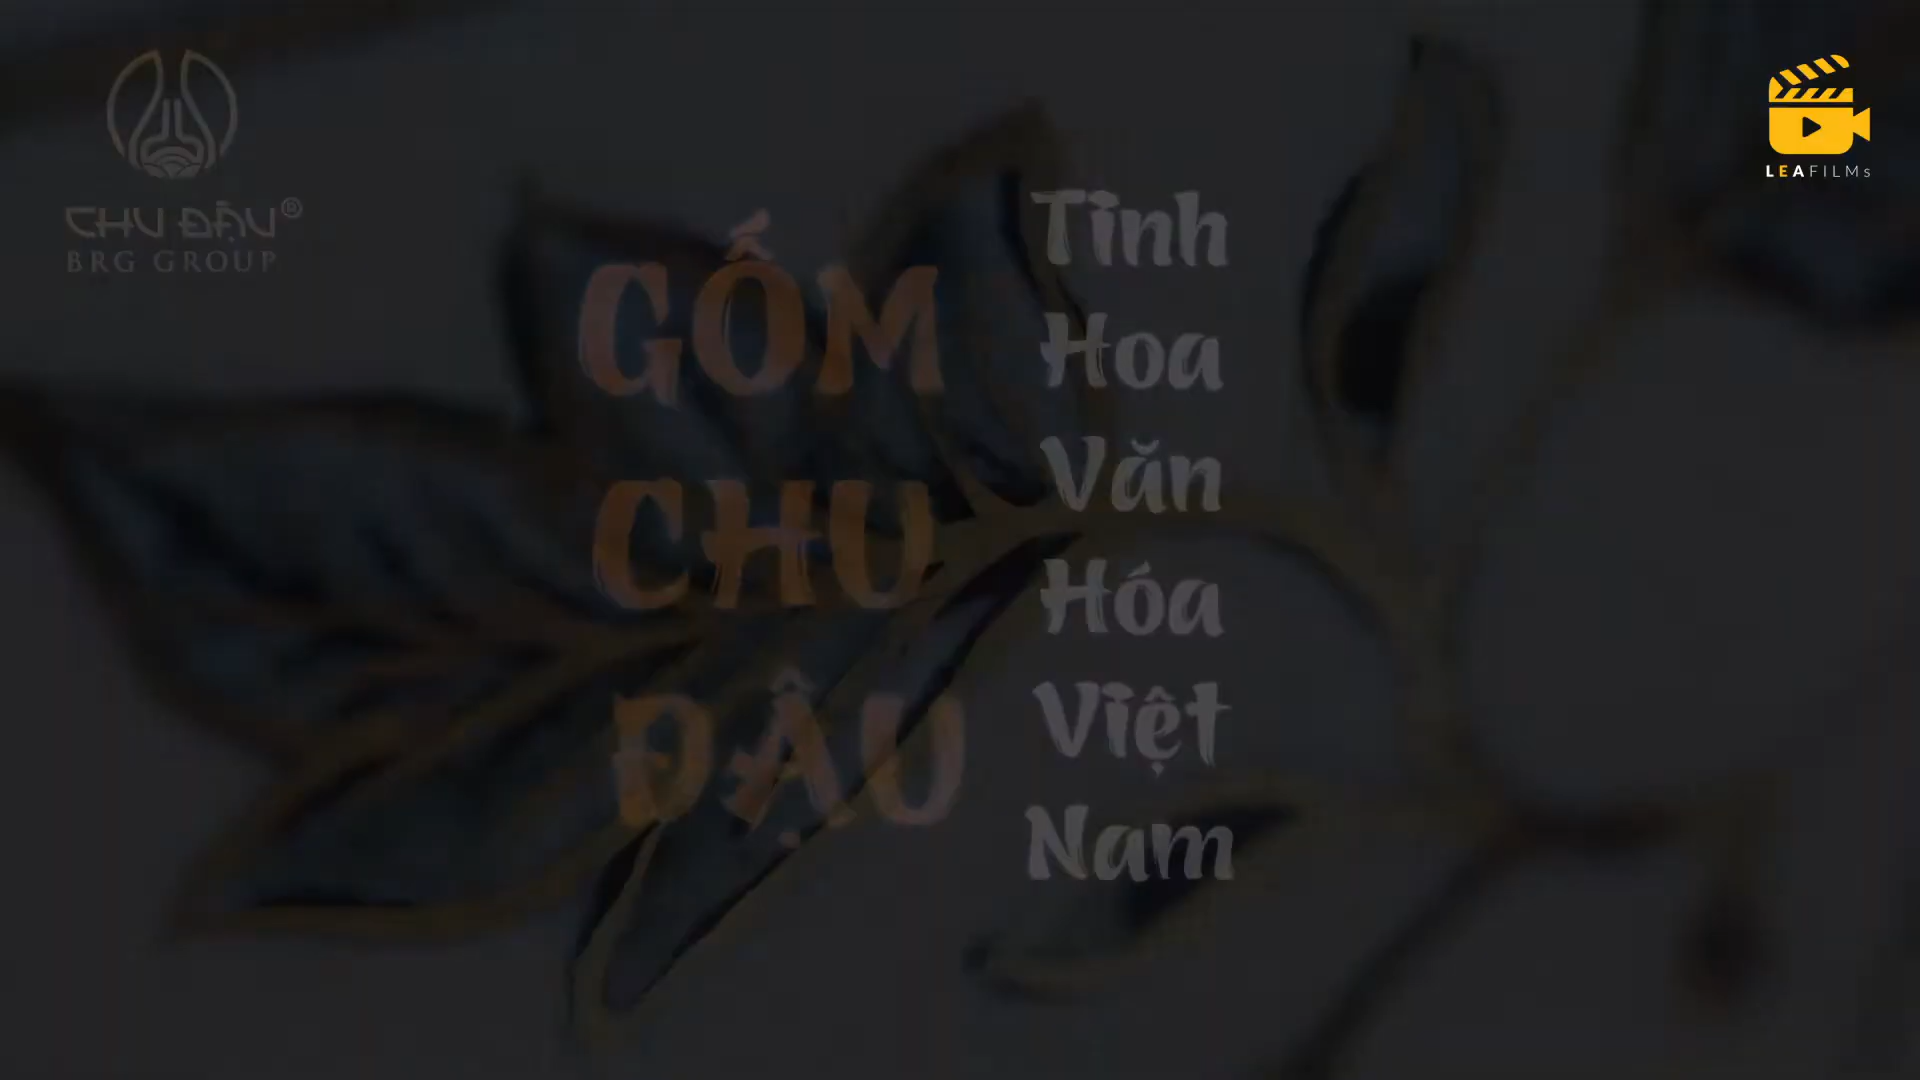 CHU ĐẬU®
BRG GROUP
GỐM
CHU
ĐẬU
Tinh
Hoa
Văn
Hóa
Việt
Nam
LEAFILMs